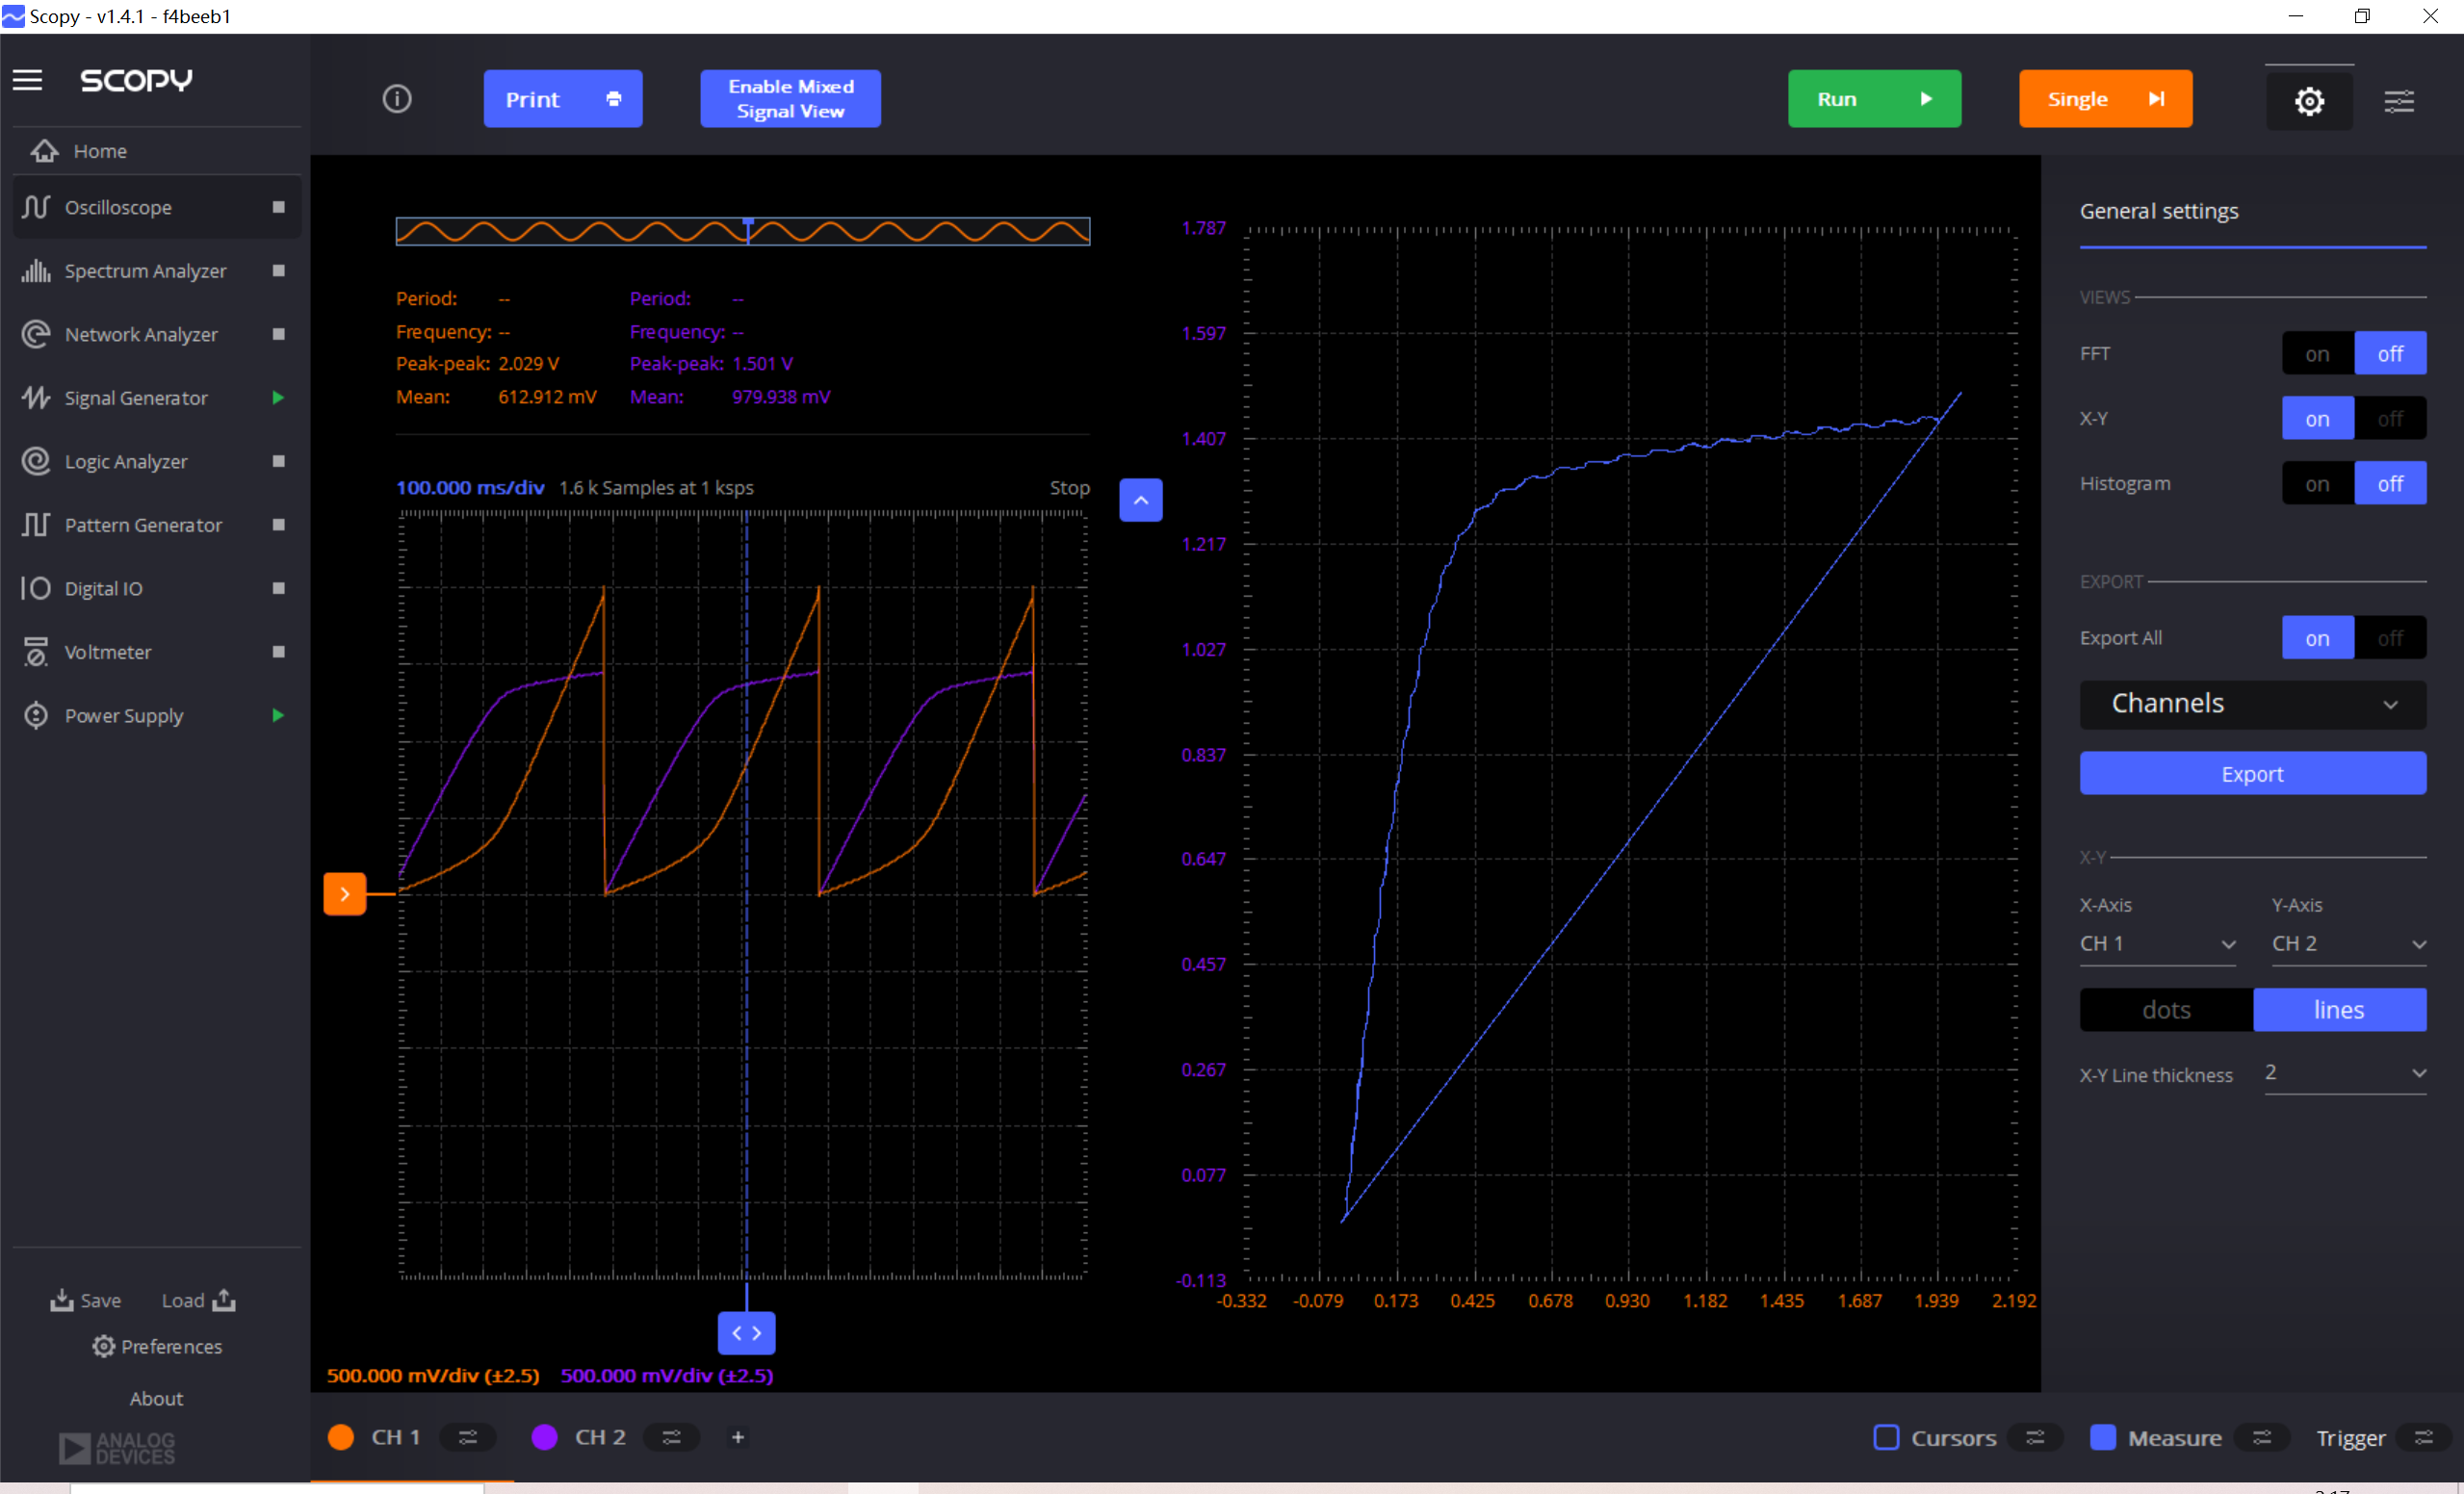 Scopy - v1.4.1 - f4beeb1
SCOPY
Print
Enable Mixed
Signal View
Run
Single
Home
Oscilloscope
Spectrum Analyzer
Network Analyzer
Signal Generator
Logic Analyzer
Pattern Generator
Digital IO
Voltmeter
Power Supply
Save Load
Preferences
About
ANALOG
DEVICES
Period: -- Period: --
Frequency: -- Frequency: --
Peak-peak: 2.029 V Peak-peak: 1.501 V
Mean: 612.912 mV Mean: 979.938 mV
100.000 ms/div 1.6 k Samples at 1 ksps Stop
500.000 mV/div (±2.5) 500.000 mV/div (±2.5)
1.787
1.597
1.407
1.217
1.027
0.837
0.647
0.457
0.267
0.077
-0.113
-0.332 -0.079 0.173 0.425 0.678 0.930 1.182 1.435 1.687 1.939 2.192
General settings
VIEWS
FFT on off
X-Y on off
Histogram on off
EXPORT
Export All on off
Channels
Export
X-Y
X-Axis Y-Axis
CH 1 CH 2
dots lines
X-Y Line thickness 2
CH 1 CH 2 + Cursors Measure Trigger